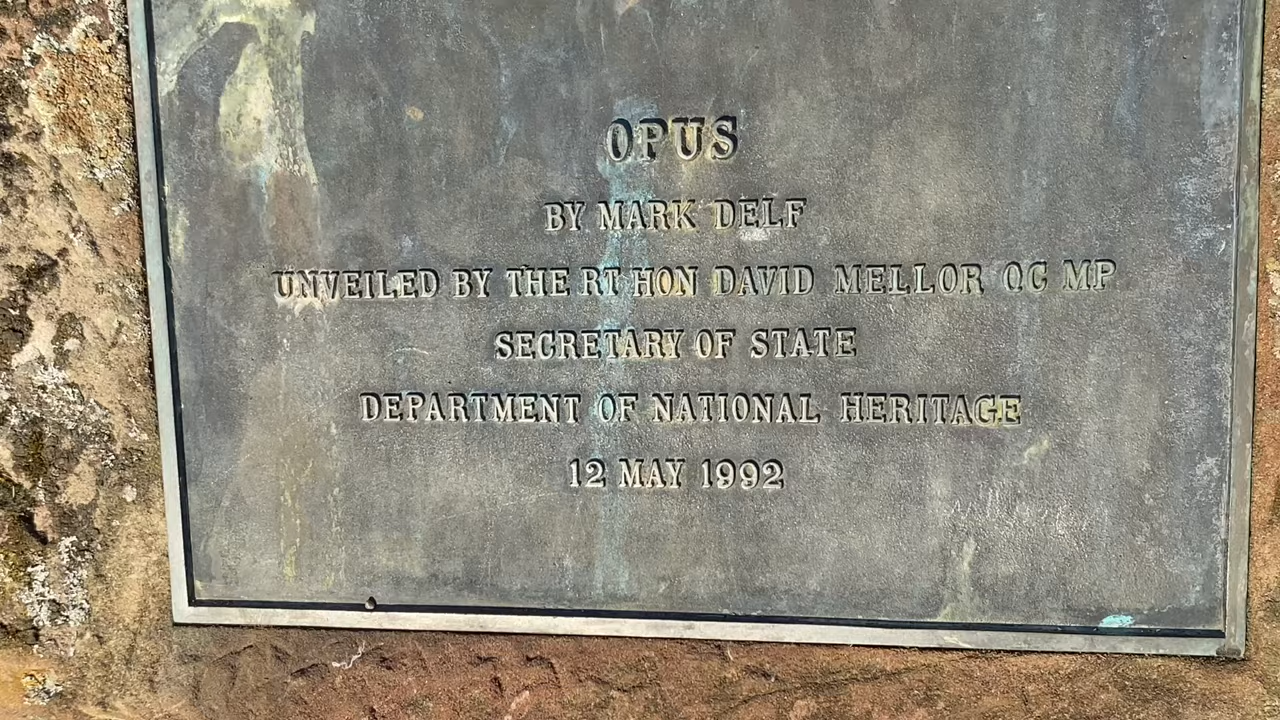 OPUS
BY MARK DELF
UNVEILED BY THE RT HON DAVID MELLOR QC MP
SECRETARY OF STATE
DEPARTMENT OF NATIONAL HERITAGE
12 MAY 1992